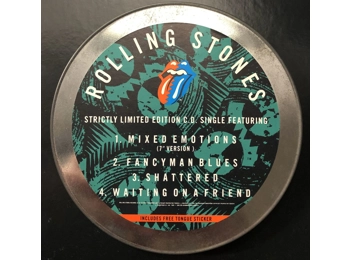 ROLLING STONES
STRICTLY LIMITED EDITION C.D. SINGLE FEATURING
1. MIXED EMOTIONS
(7" VERSION)
2. FANCYMAN BLUES
3. SHATTERED
4. WAITING ON A FRIEND
INCLUDES FREE TONGUE STICKER